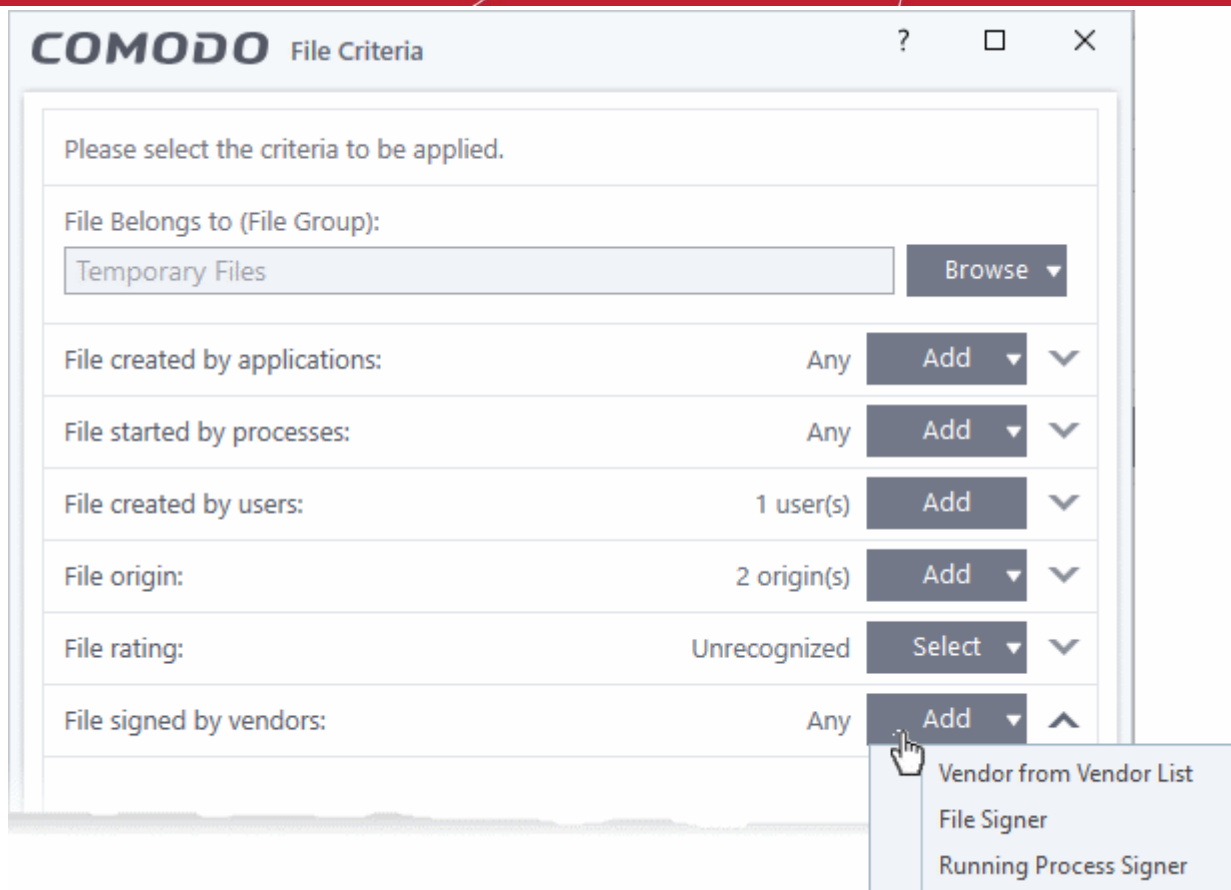 COMODO File Criteria ?
Please select the criteria to be applied.
File Belongs to (File Group):
Temporary Files Browse
File created by applications: Any Add
File started by processes: Any Add
File created by users: 1 user(s) Add
File origin: 2 origin(s) Add
File rating: Unrecognized Select
File signed by vendors: Any Add
Vendor from Vendor List
File Signer
Running Process Signer